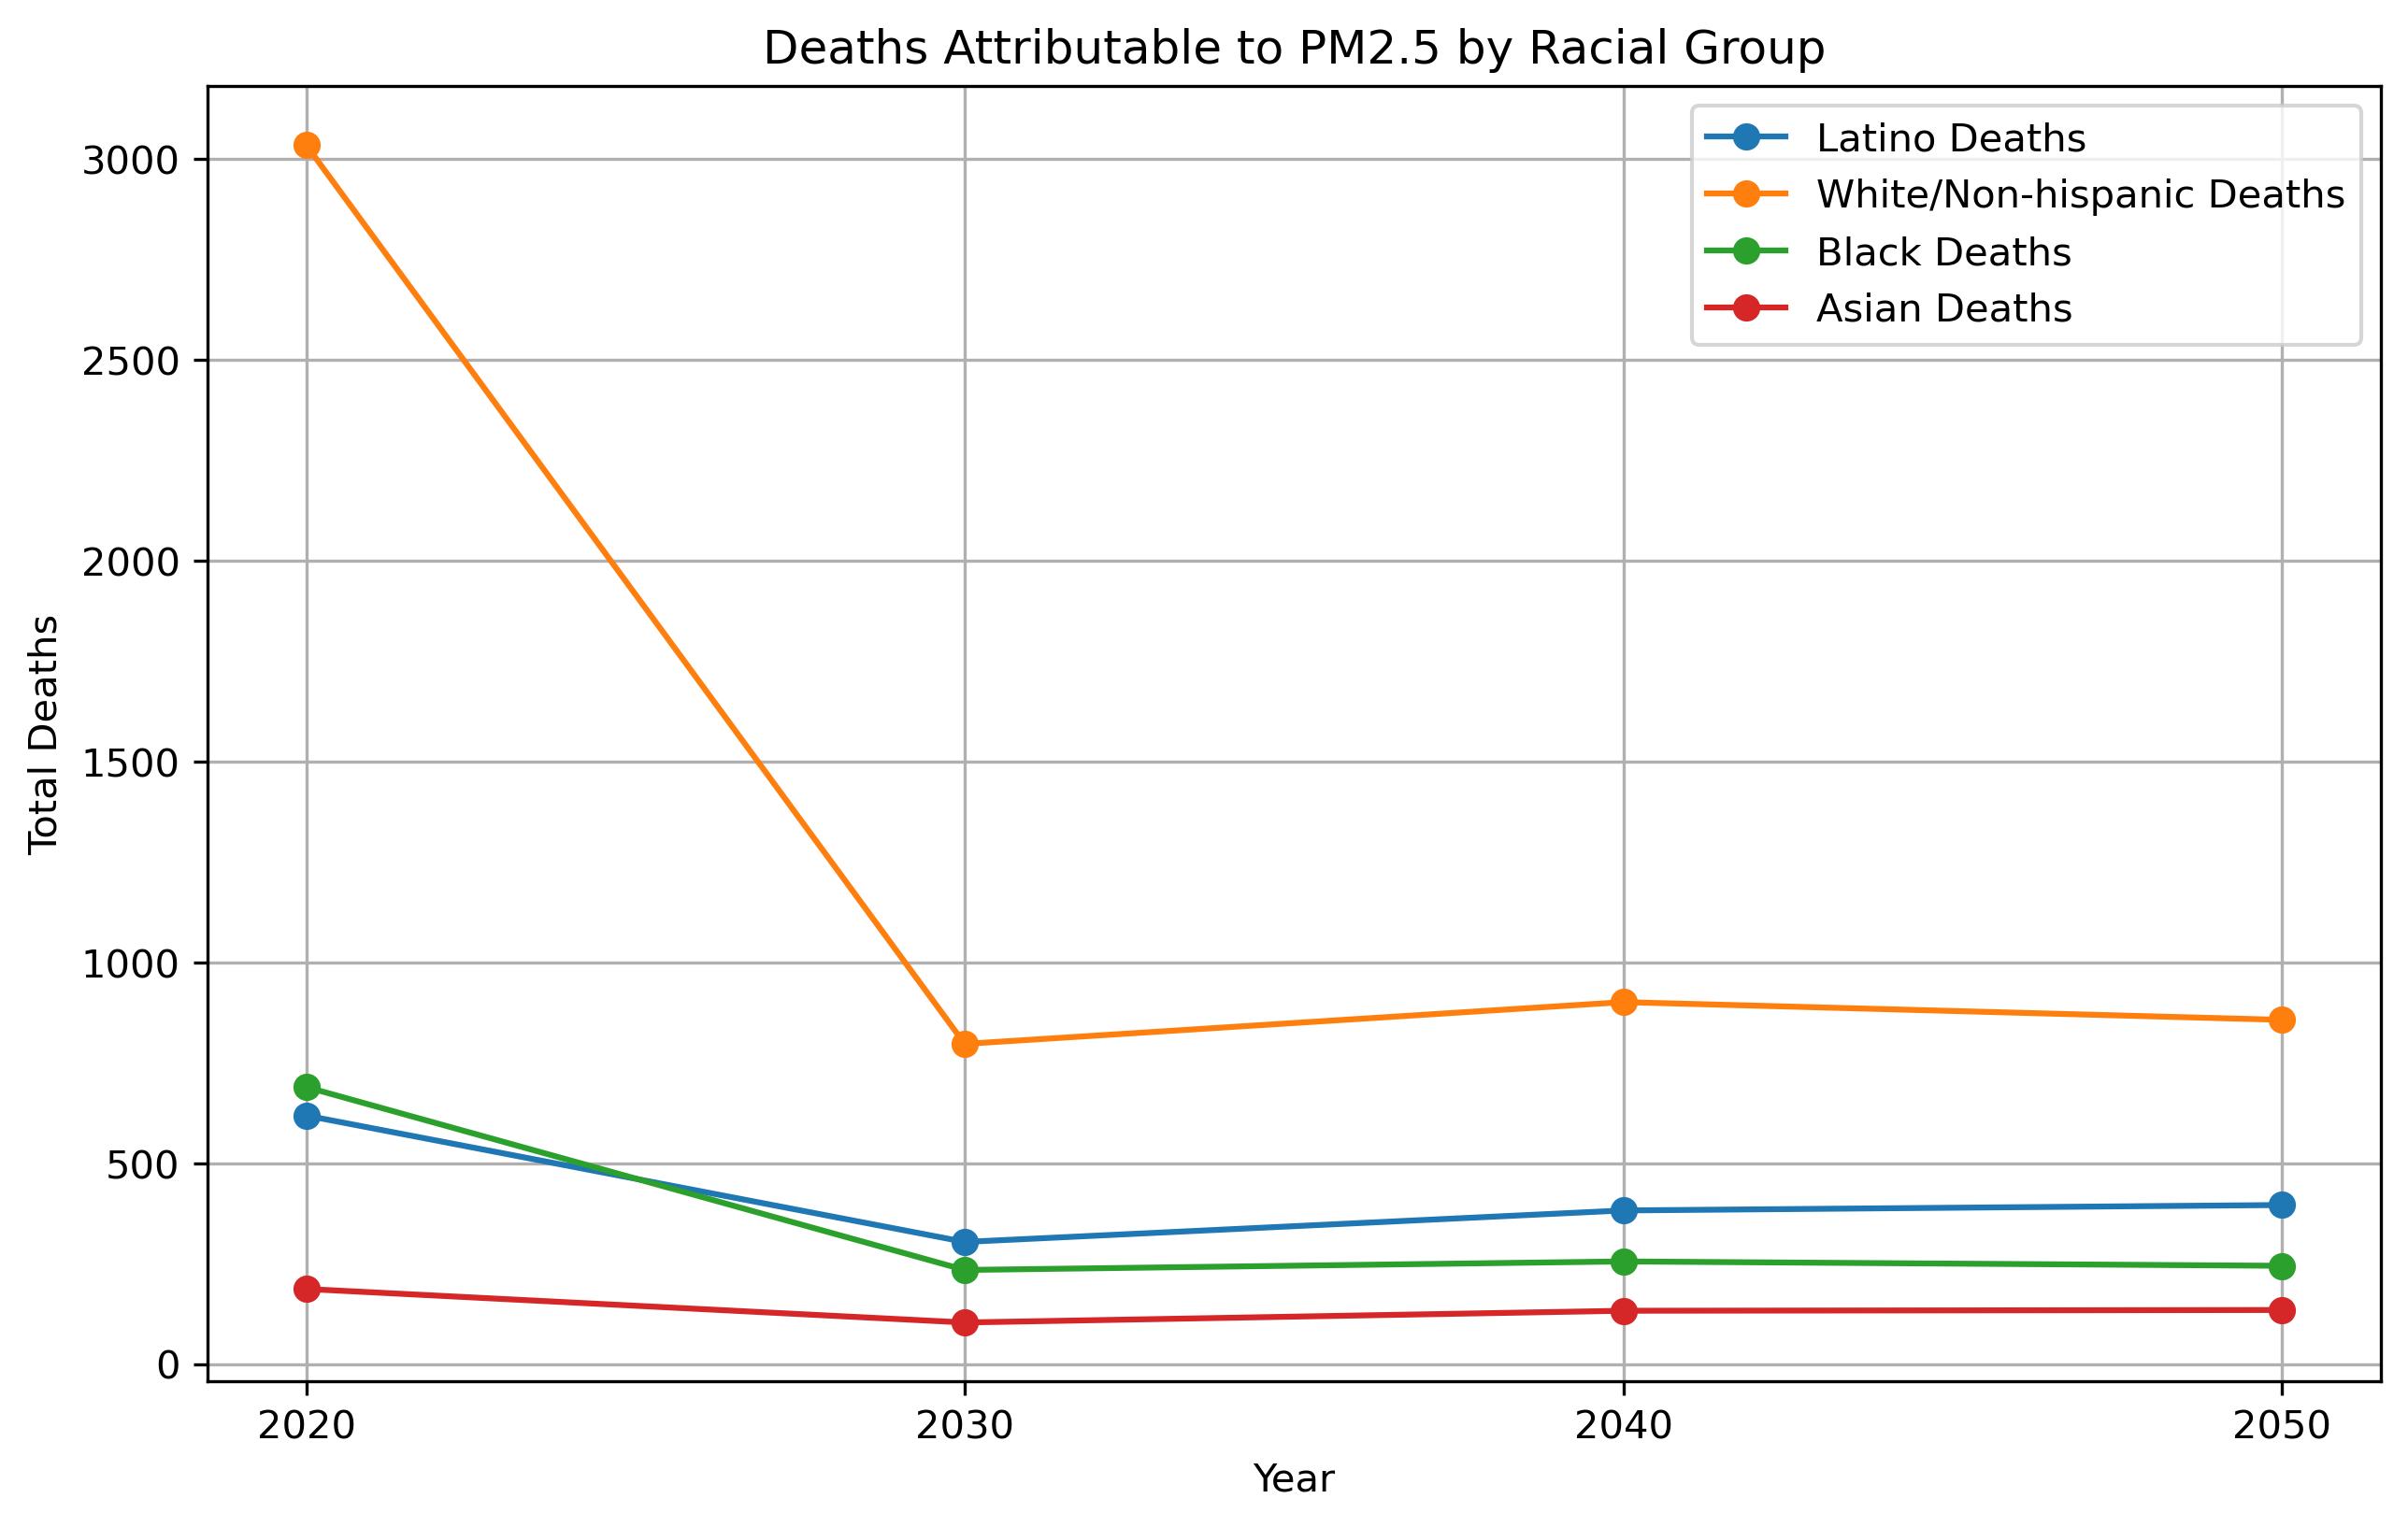 Deaths Attributable to PM2.5 by Racial Group
Latino Deaths
White/Non-hispanic Deaths
Black Deaths
Asian Deaths
Total Deaths
3000
2500
2000
1500
1000
500
0
2020 2030 2040 2050
Year